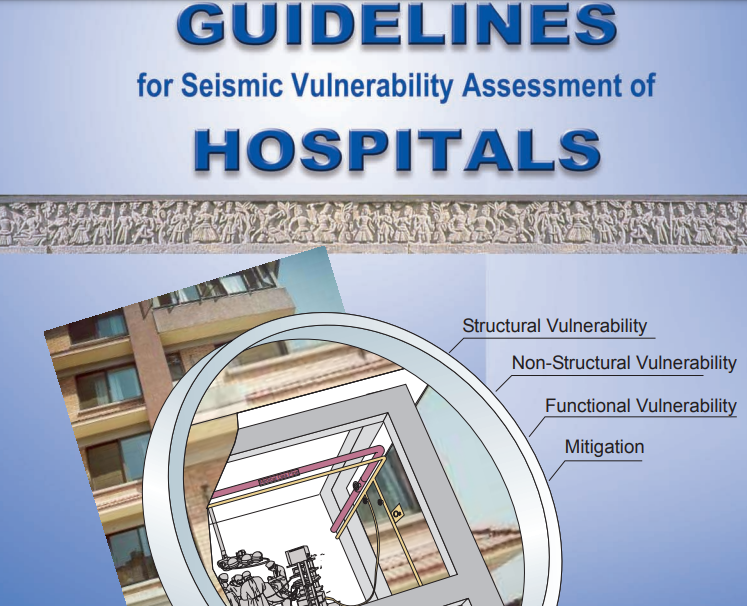 GUIDELINES
for Seismic Vulnerability Assessment of
HOSPITALS
Structural Vulnerability
Non-Structural Vulnerability
Functional Vulnerability
Mitigation